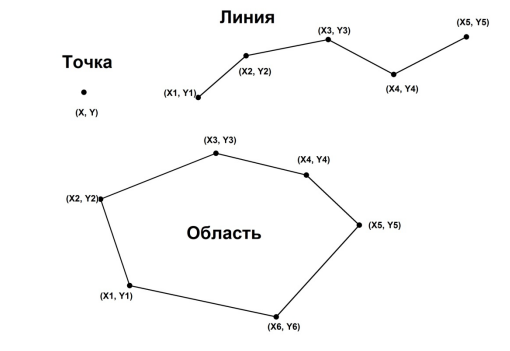 Линия
Точка
(X, Y)
(X1, Y1)
(X2, Y2)
(X3, Y3)
(X4, Y4)
(X5, Y5)
Область
(X1, Y1)
(X2, Y2)
(X3, Y3)
(X4, Y4)
(X5, Y5)
(X6, Y6)